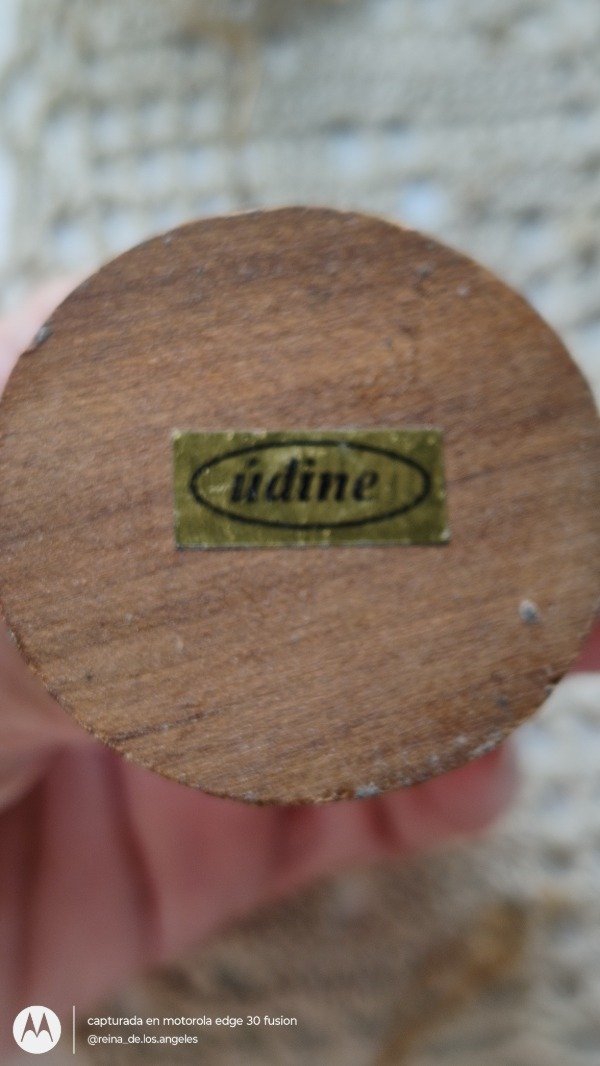 údine
capturada en motorola edge 30 fusion
@reina_de.los.angeles